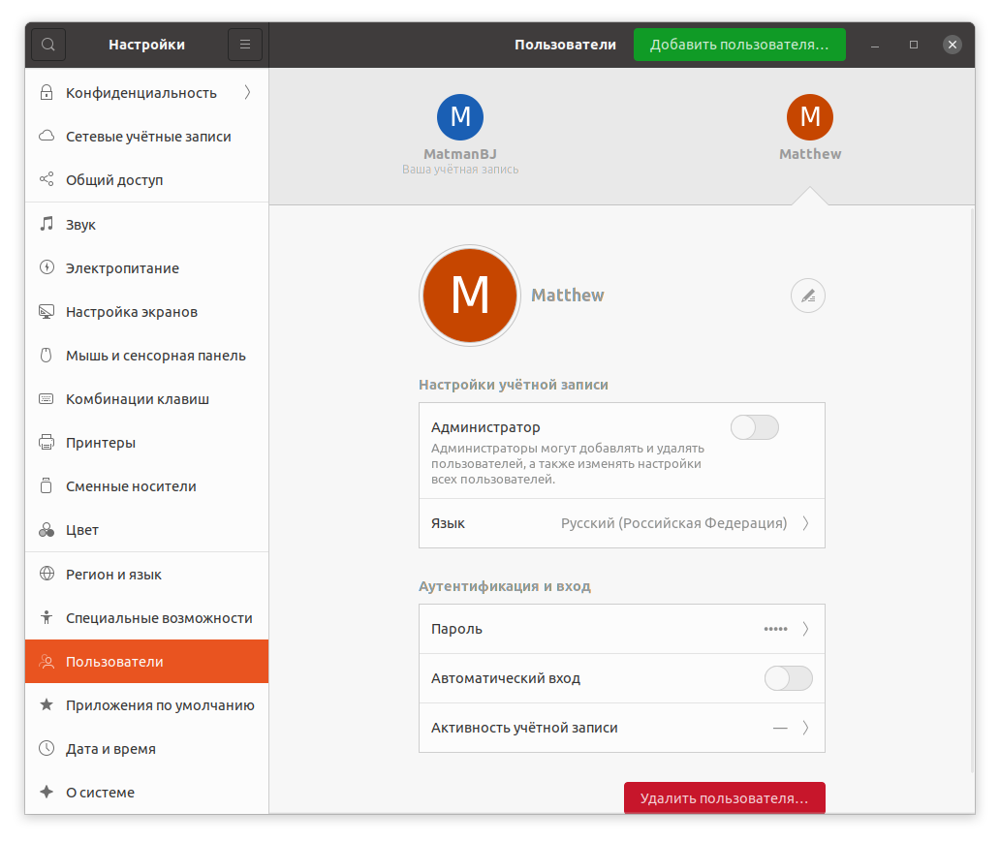 Настройки
Пользователи
Добавить пользователя...
Конфиденциальность
Сетевые учётные записи
Общий доступ
Звук
Электропитание
Настройка экранов
Мышь и сенсорная панель
Комбинации клавиш
Принтеры
Сменные носители
Цвет
Регион и язык
Специальные возможности
Пользователи
Приложения по умолчанию
Дата и время
О системе
M
MatmanBJ
Ваша учётная запись
M
Matthew
M
Matthew
Настройки учётной записи
Администратор
Администраторы могут добавлять и удалять
пользователей, а также изменять настройки
всех пользователей.
Язык
Русский (Российская Федерация)
Аутентификация и вход
Пароль
•••••
Автоматический вход
Активность учётной записи
—
Удалить пользователя...